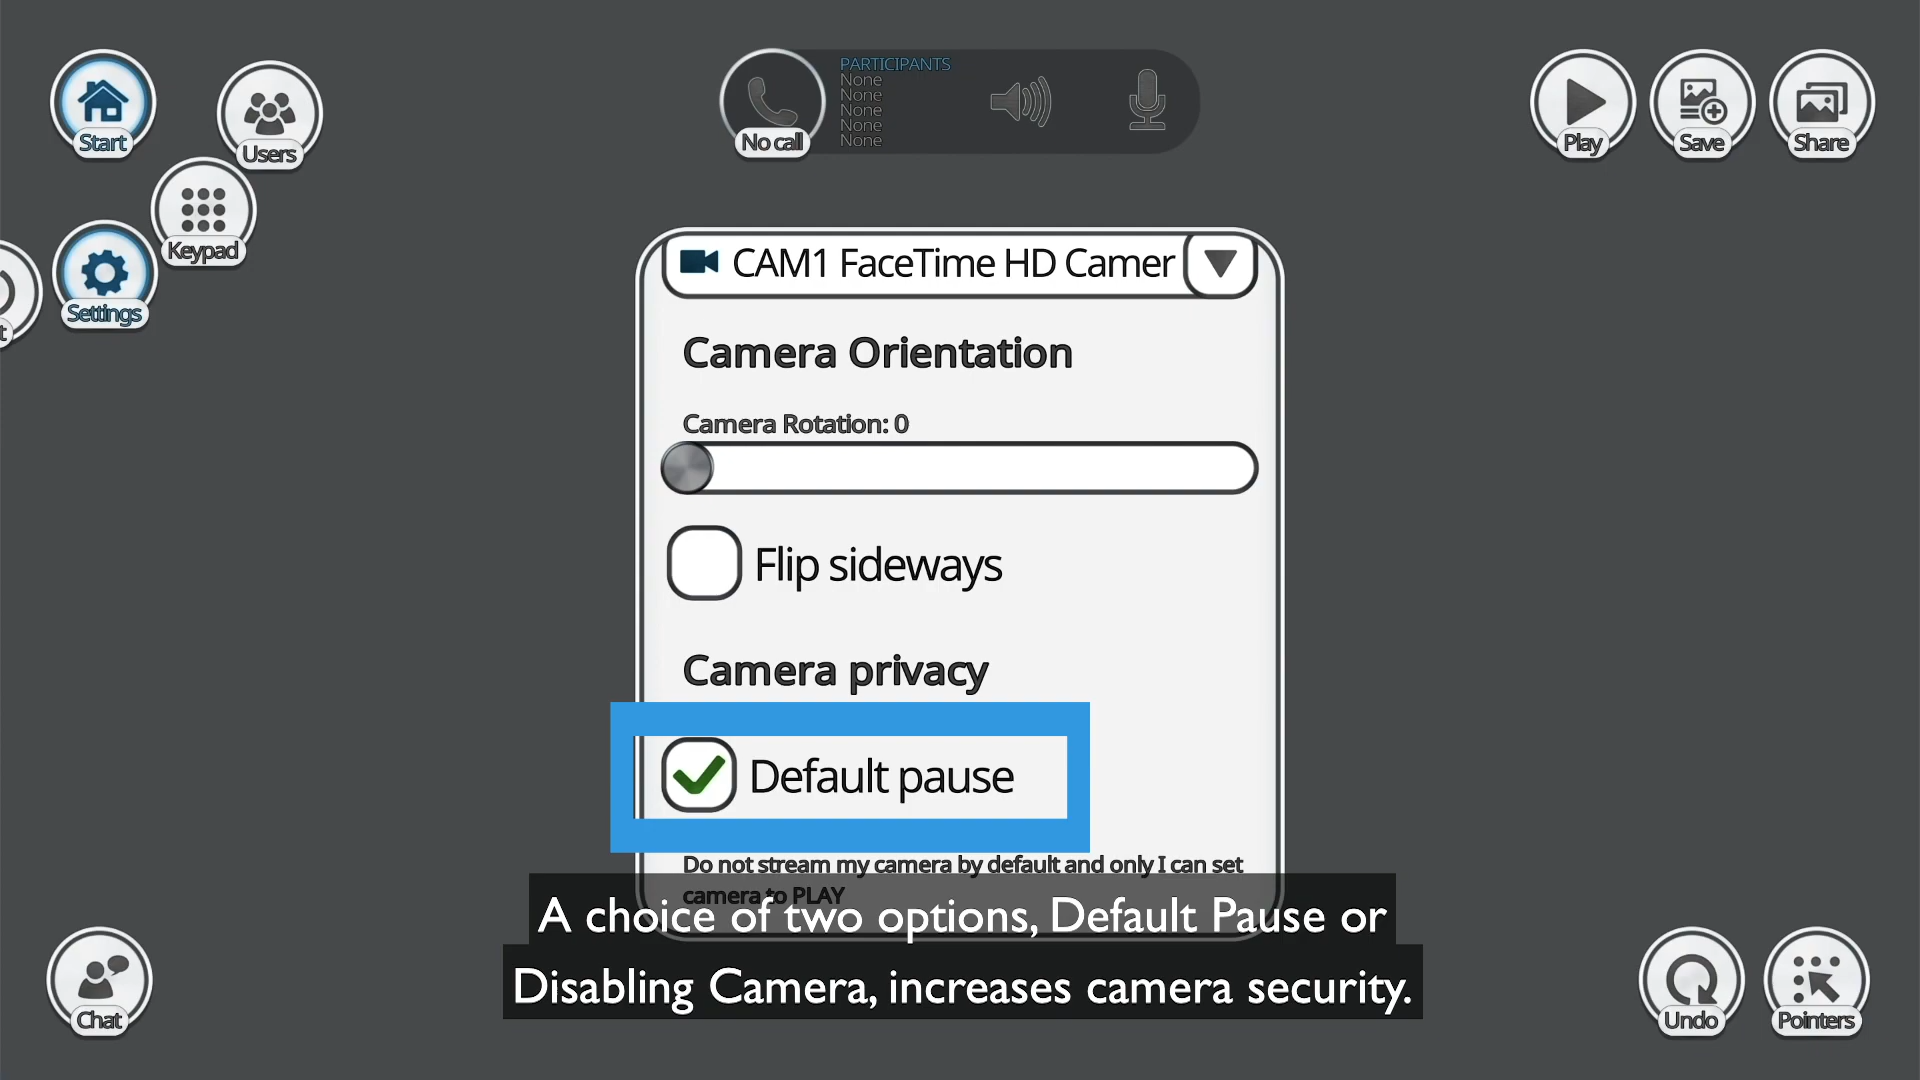 Start
Users
Keypad
Settings
t
No call
PARTICIPANTS
None
None
None
None
None
Play
Save
Share
CAM1 FaceTime HD Camer
Camera Orientation
Camera Rotation: 0
Flip sideways
Camera privacy
Default pause
Do not stream my camera by default and only I can set
camera to PLAY
A choice of two options, Default Pause or
Disabling Camera, increases camera security.
Chat
Undo
Pointers